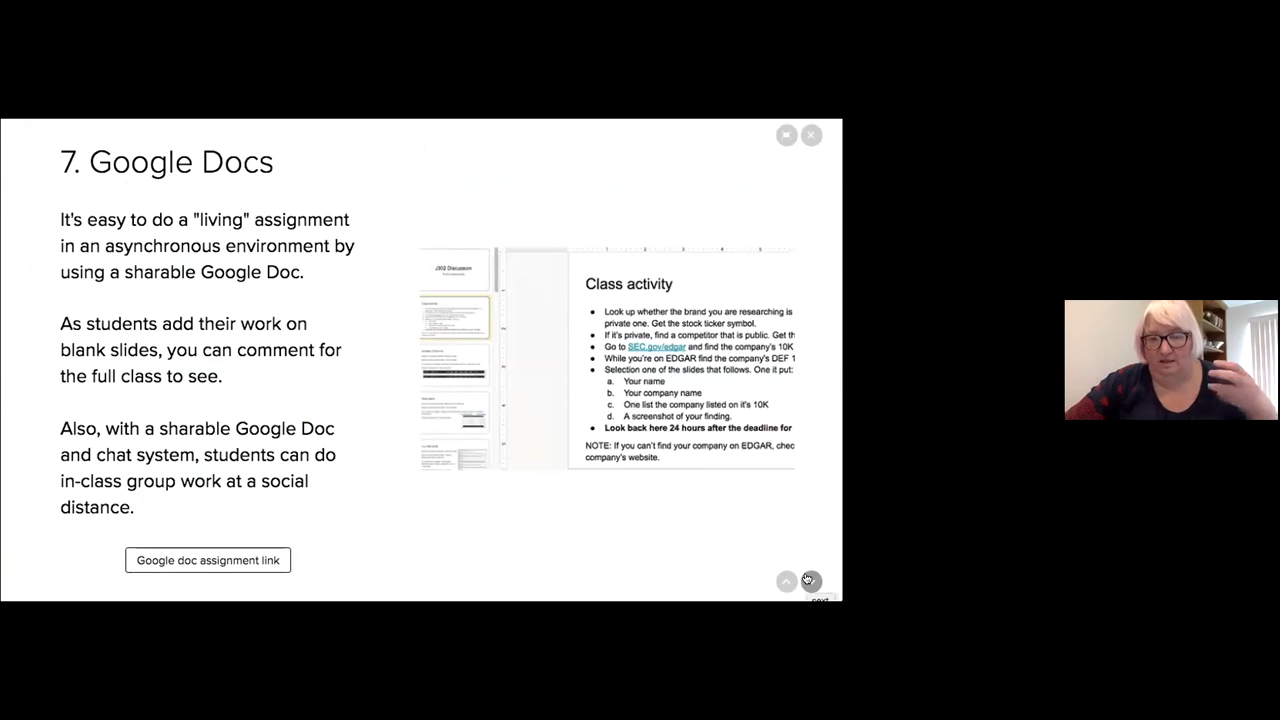 7. Google Docs
It's easy to do a "living" assignment
in an asynchronous environment by
using a sharable Google Doc.
As students add their work on
blank slides, you can comment for
the full class to see.
Also, with a sharable Google Doc
and chat system, students can do
in-class group work at a social
distance.
Google doc assignment link
J302 Discussion
Class activity
Look up whether the brand you are researching is
private one. Get the stock ticker symbol.
If it's private, find a competitor that is public. Get th
Go to SEC.gov/edgar and find the company's 10K
While you're on EDGAR find the company's DEF 1
Selection one of the slides that follows. One it put:
a. Your name
b. Your company name
c. One list the company listed on it's 10K
d. A screenshot of your finding.
Look back here 24 hours after the deadline for
NOTE: If you can't find your company on EDGAR, chec
company's website.
next